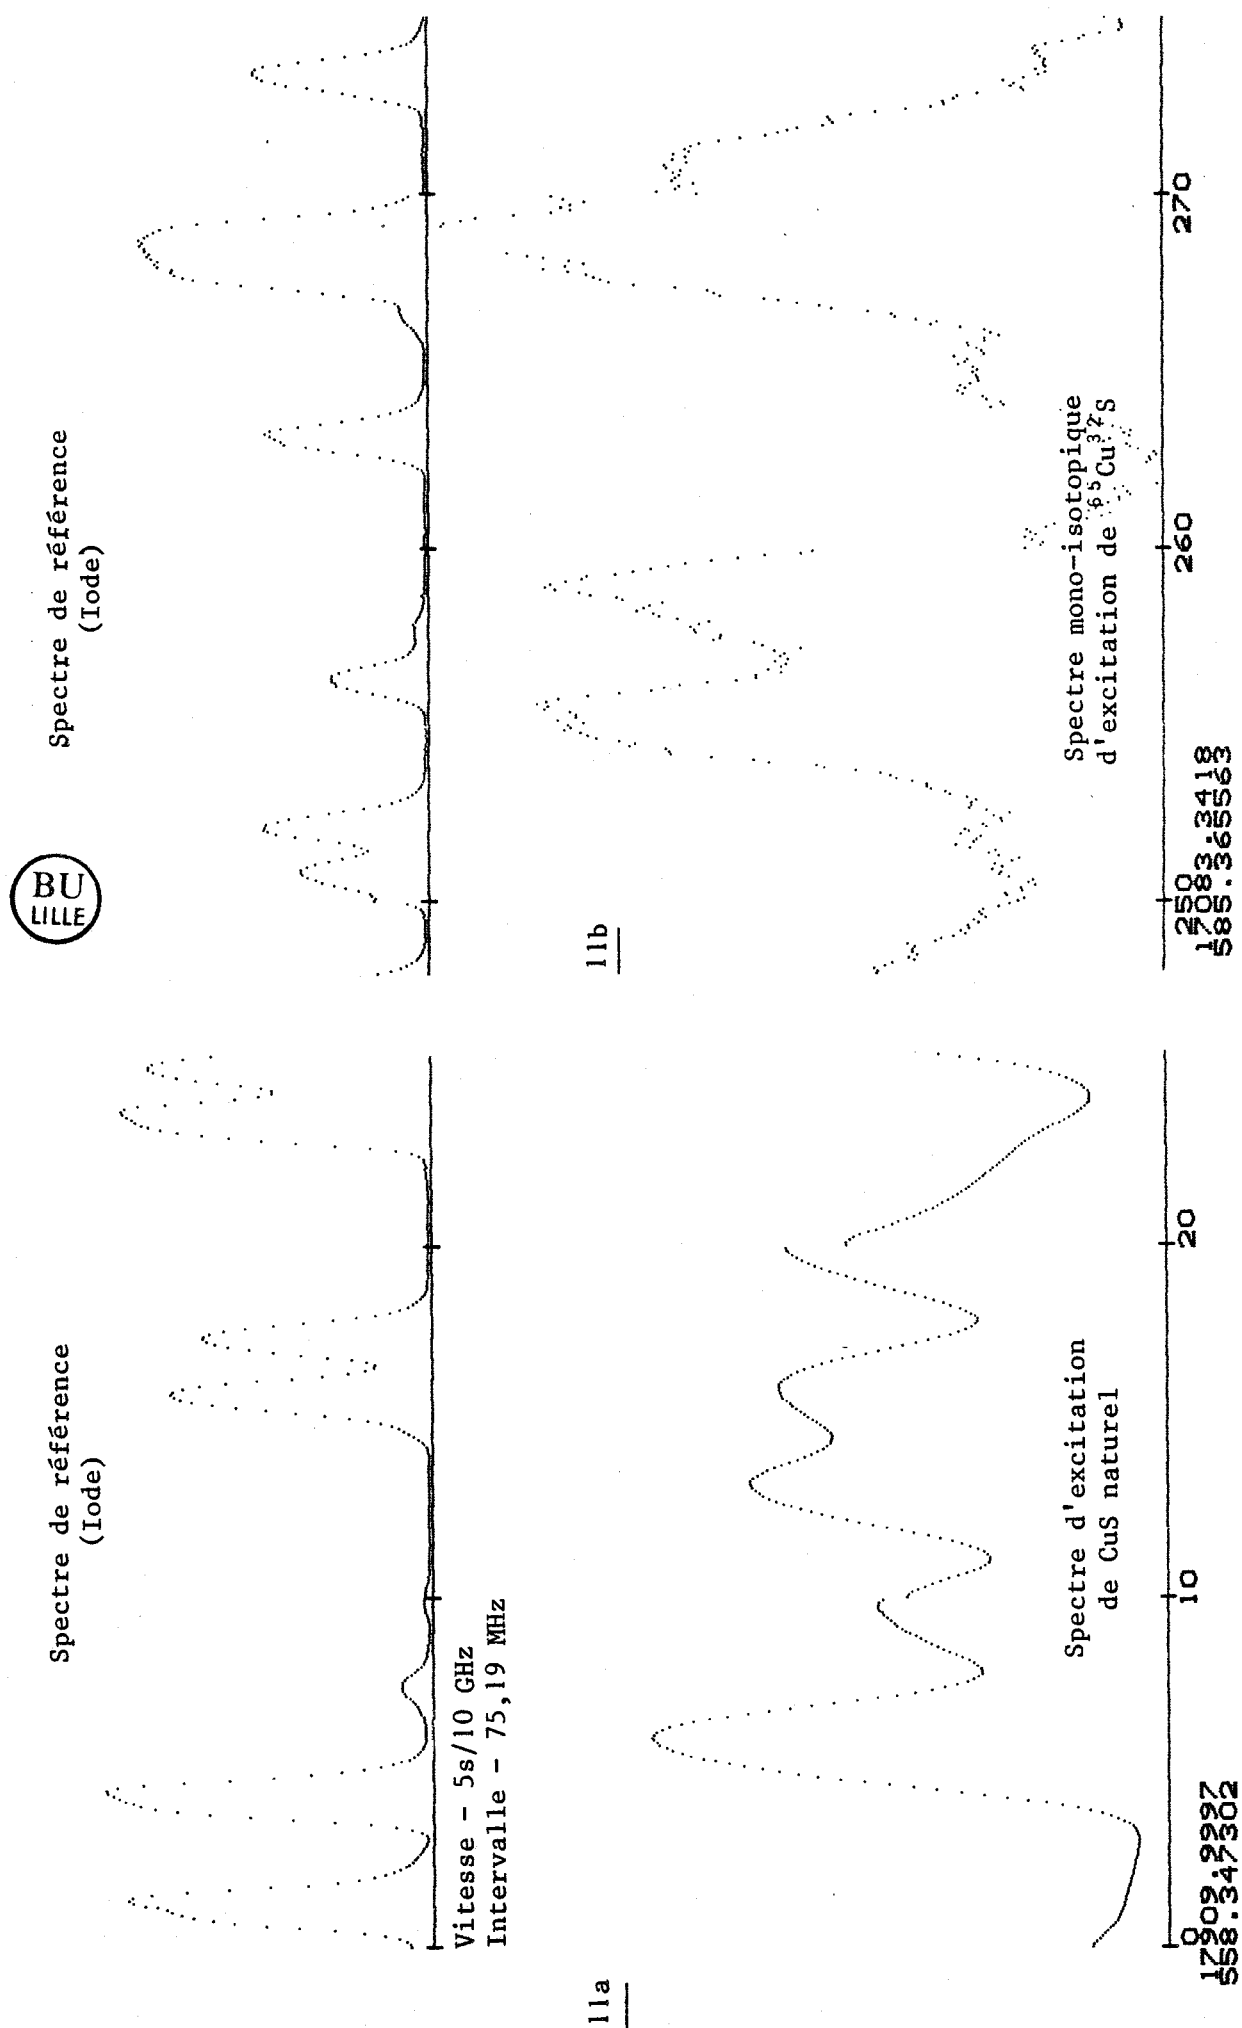 11a
Spectre de référence
(Iode)
Vitesse - 5s/10 GHz
Intervalle - 75,19 MHz
Spectre d'excitation
de CuS naturel
0
10
20
17909.2997
558.347302
BU
LILLE
11b
Spectre de référence
(Iode)
Spectre mono-isotopique
d'excitation de ⁶⁵Cu³²S
250
260
270
17083.3418
585.365563